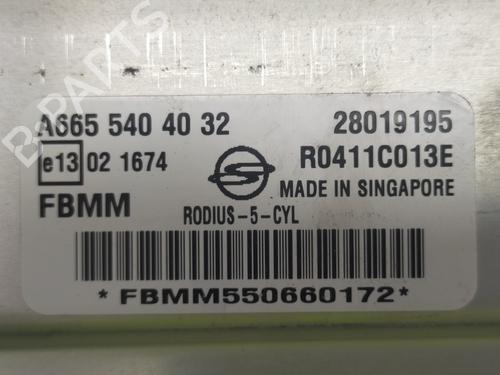 B-PARTS
A665 540 40 32 28019195
e13 02 1674 R0411C013E
MADE IN SINGAPORE
FBMM RODIUS-5-CYL
*FBMM550660172*